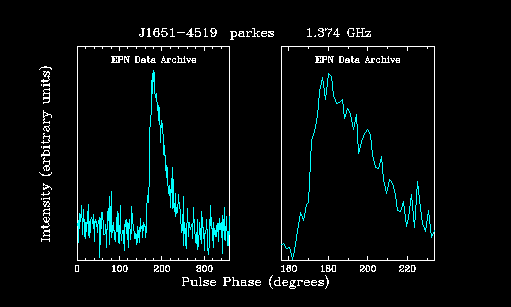 J1651-4519 parkes 1.374 GHz
EPN Data Archive EPN Data Archive
Intensity (arbitrary units)
0 100 200 300 160 180 200 220
Pulse Phase (degrees)